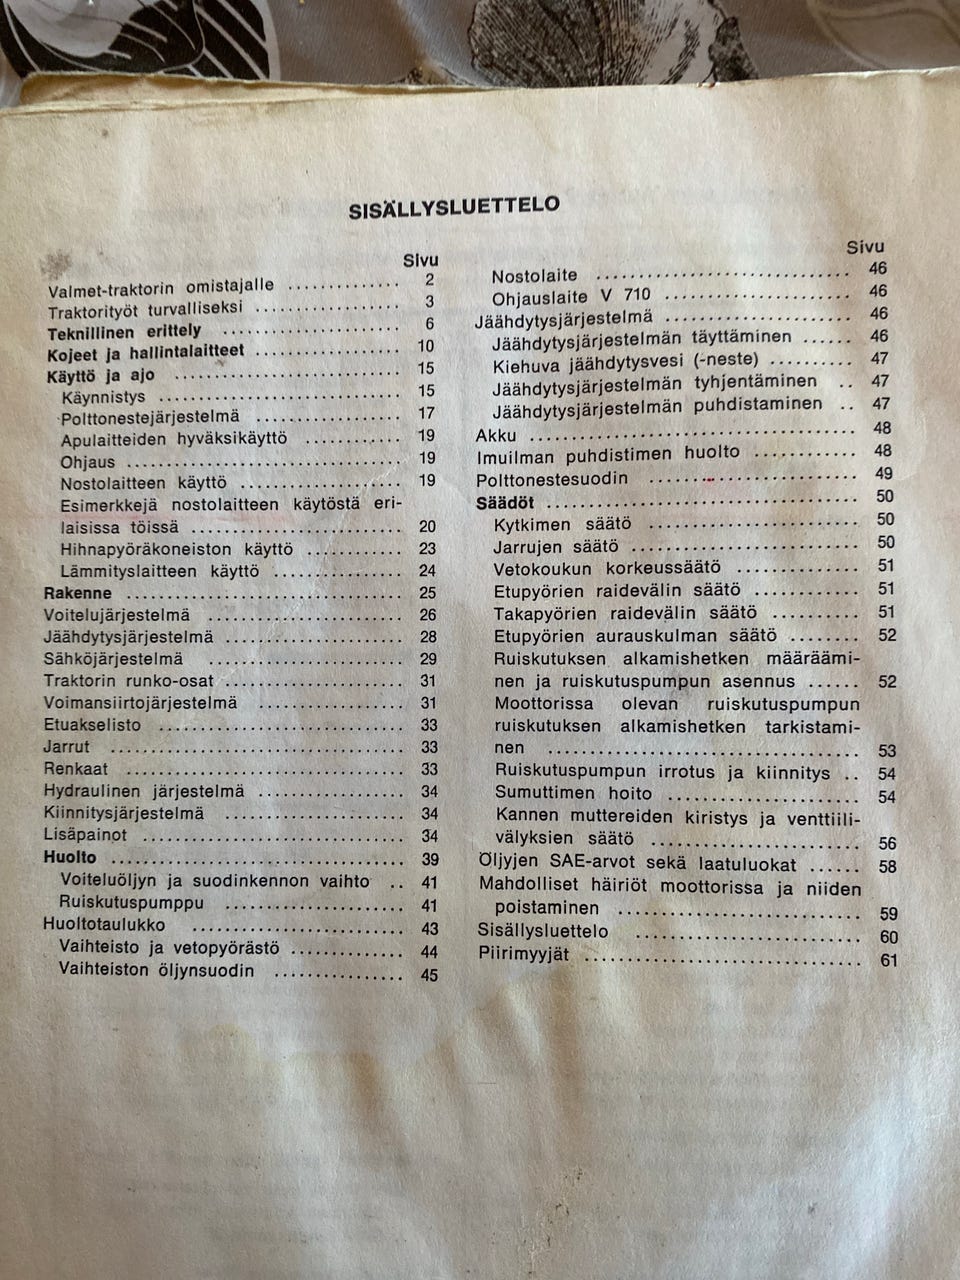 SISÄLLYSLUETTELO
Sivu
Valmet-traktorin omistajalle .............. 2
Traktorityöt turvalliseksi .................. 3
Teknillinen erittely ...................... 6
Kojeet ja hallintalaitteet .................. 10
Käyttö ja ajo ............................ 15
Käynnistys .............................. 15
Polttonestejärjestelmä .................. 17
Apulaitteiden hyväksikäyttö ............ 19
Ohjaus .................................. 19
Nostolaitteen käyttö .................... 19
Esimerkkejä nostolaitteen käytöstä eri-
laisissa töissä .......................... 20
Hihnapyöräkoneiston käyttö ............ 23
Lämmityslaitteen käyttö ................ 24
Rakenne .................................. 25
Voitelujärjestelmä ........................ 26
Jäähdytysjärjestelmä ...................... 28
Sähköjärjestelmä ........................ 29
Traktorin runko-osat ...................... 31
Voimansiirtojärjestelmä .................. 31
Etuakselisto .............................. 33
Jarrut .................................... 33
Renkaat .................................. 33
Hydraulinen järjestelmä .................. 34
Kiinnitysjärjestelmä ...................... 34
Lisäpainot ................................ 34
Huolto .................................... 39
Voiteluöljyn ja suodinkennon vaihto .. 41
Ruiskutuspumppu ...................... 41
Huoltotaulukko .......................... 43
Vaihteisto ja vetopyörästö .............. 44
Vaihteiston öljynsuodin ................ 45
Sivu
Nostolaite .............................. 46
Ohjauslaite V 710 ...................... 46
Jäähdytysjärjestelmä ...................... 46
Jäähdytysjärjestelmän täyttäminen ...... 46
Kiehuva jäähdytysvesi (-neste) .......... 47
Jäähdytysjärjestelmän tyhjentäminen .. 47
Jäähdytysjärjestelmän puhdistaminen .. 47
Akku .................................... 48
Imuilman puhdistimen huolto ............ 48
Polttonestesuodin ........................ 49
Säädöt .................................... 50
Kytkimen säätö ........................ 50
Jarrujen säätö .......................... 50
Vetokoukun korkeussäätö .............. 51
Etupyörien raidevälin säätö ............ 51
Takapyörien raidevälin säätö .......... 51
Etupyörien aurauskulman säätö ........ 52
Ruiskutuksen alkamishetken määräämi-
nen ja ruiskutuspumpun asennus ...... 52
Moottorissa olevan ruiskutuspumpun
ruiskutuksen alkamishetken tarkistami-
nen .................................... 53
Ruiskutuspumpun irrotus ja kiinnitys .. 54
Sumuttimen hoito ...................... 54
Kannen muttereiden kiristys ja venttiili-
välyksien säätö ........................ 56
Öljyjen SAE-arvot sekä laatuluokat ...... 58
Mahdolliset häiriöt moottorissa ja niiden
poistaminen ............................ 59
Sisällysluettelo .......................... 60
Piirimyyjät ................................ 61